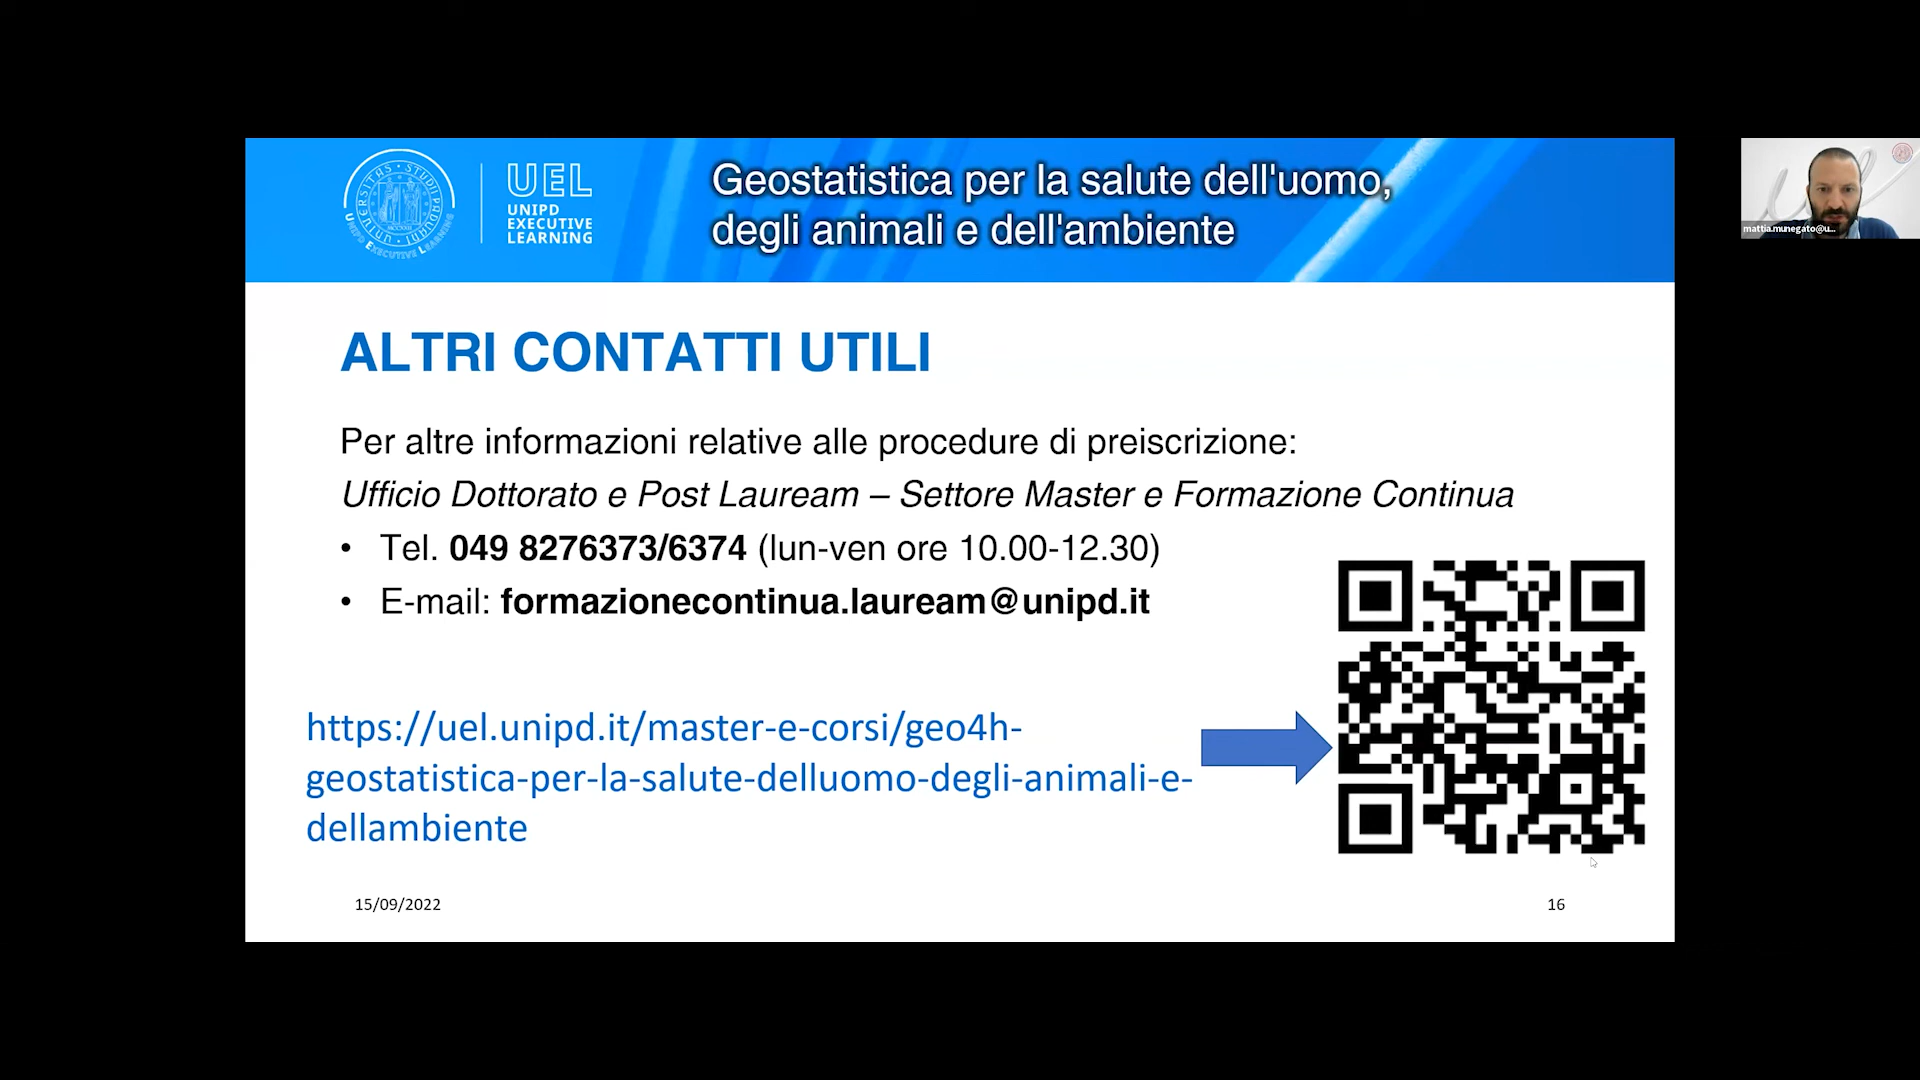 UEL
UNIPD
EXECUTIVE
LEARNING
Geostatistica per la salute dell'uomo,
degli animali e dell'ambiente
mattia.munegato@u...
ALTRI CONTATTI UTILI
Per altre informazioni relative alle procedure di preiscrizione:
Ufficio Dottorato e Post Lauream – Settore Master e Formazione Continua
• Tel. 049 8276373/6374 (lun-ven ore 10.00-12.30)
• E-mail: formazionecontinua.lauream@unipd.it
https://uel.unipd.it/master-e-corsi/geo4h-
geostatistica-per-la-salute-delluomo-degli-animali-e-
dellambiente
15/09/2022
16